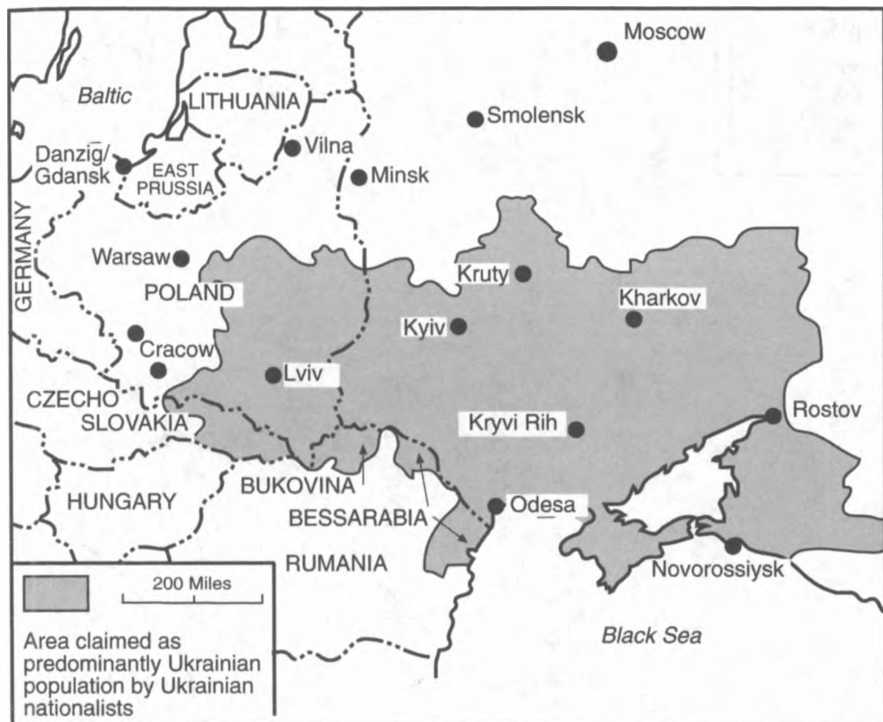 Moscow
Baltic
LITHUANIA
Smolensk
Vilna
Danzig/
Gdansk
EAST
PRUSSIA
Minsk
GERMANY
Warsaw
POLAND
Kruty
Kharkov
Kyiv
Cracow
Lviv
CZECHO
SLOVAKIA
Rostov
Kryvi Rih
HUNGARY
BUKOVINA
BESSARABIA
Odesa
RUMANIA
Novorossiysk
200 Miles
Black Sea
Area claimed as
predominantly Ukrainian
population by Ukrainian
nationalists